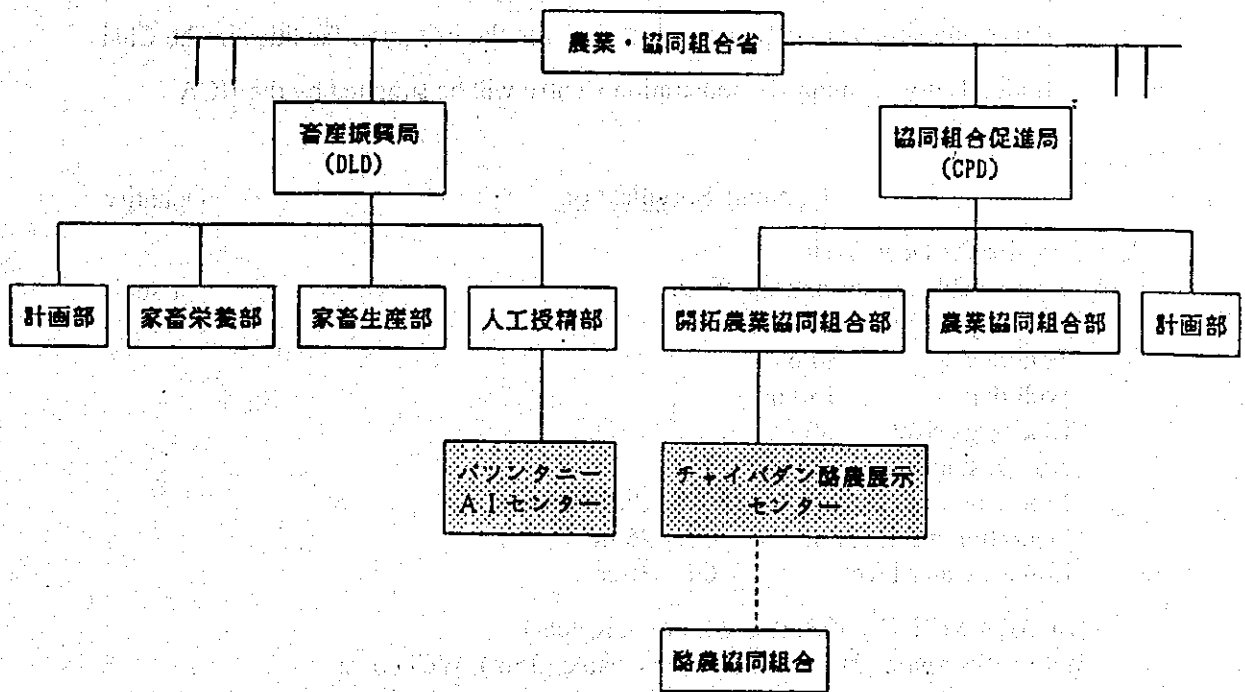 農業・協同組合省
畜産振興局
(DLD)
協同組合促進局
(CPD)
計画部
家畜栄養部
家畜生産部
人工授精部
開拓農業協同組合部
農業協同組合部
計画部
パソンタニー
AIセンター
チャイバダン酪農展示
センター
酪農協同組合